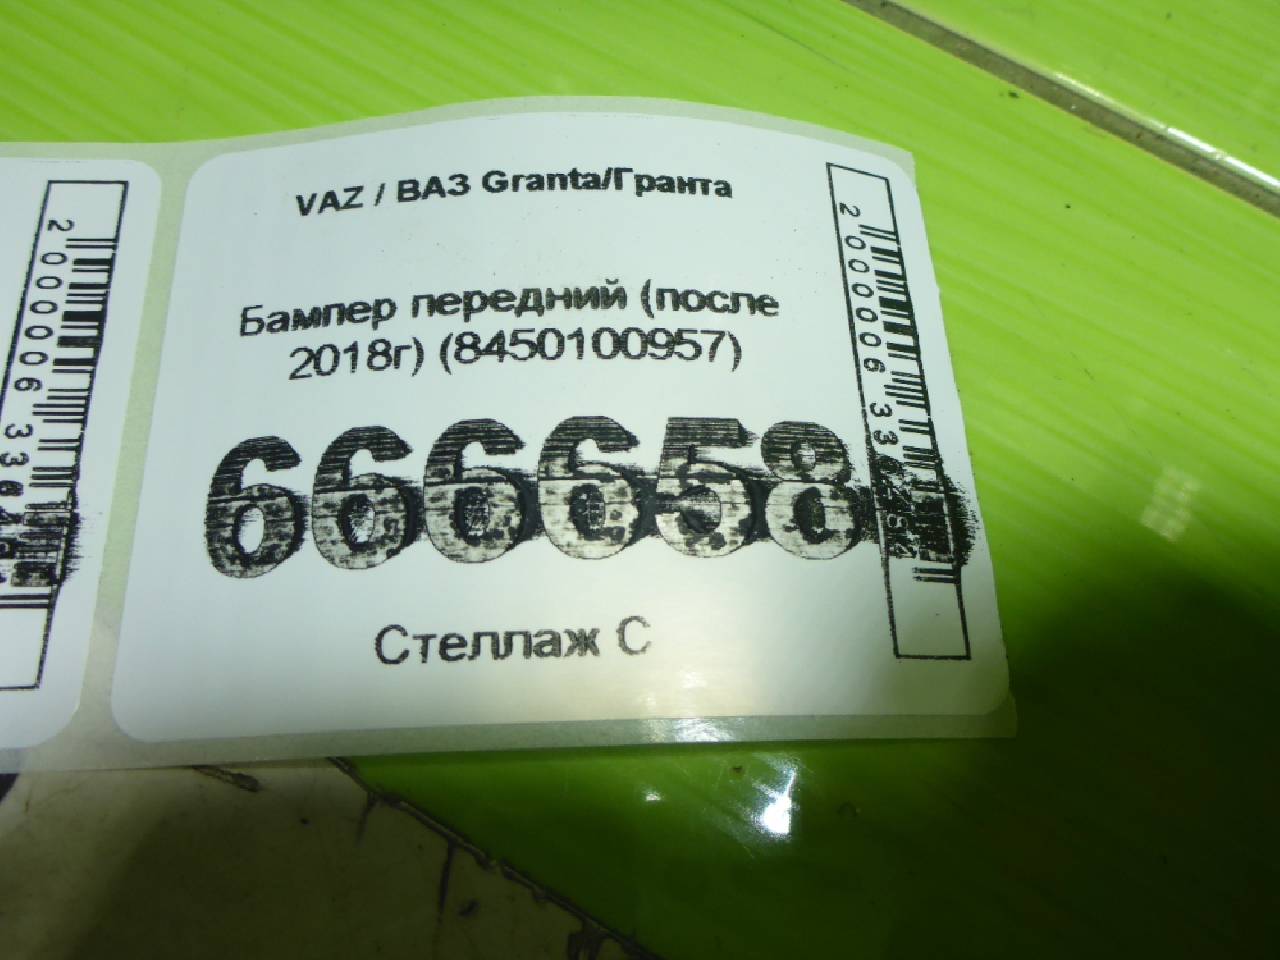 VAZ / ВАЗ Granta/Гранта
Бампер передний (после
2018г) (8450100957)
666658
Стеллаж С